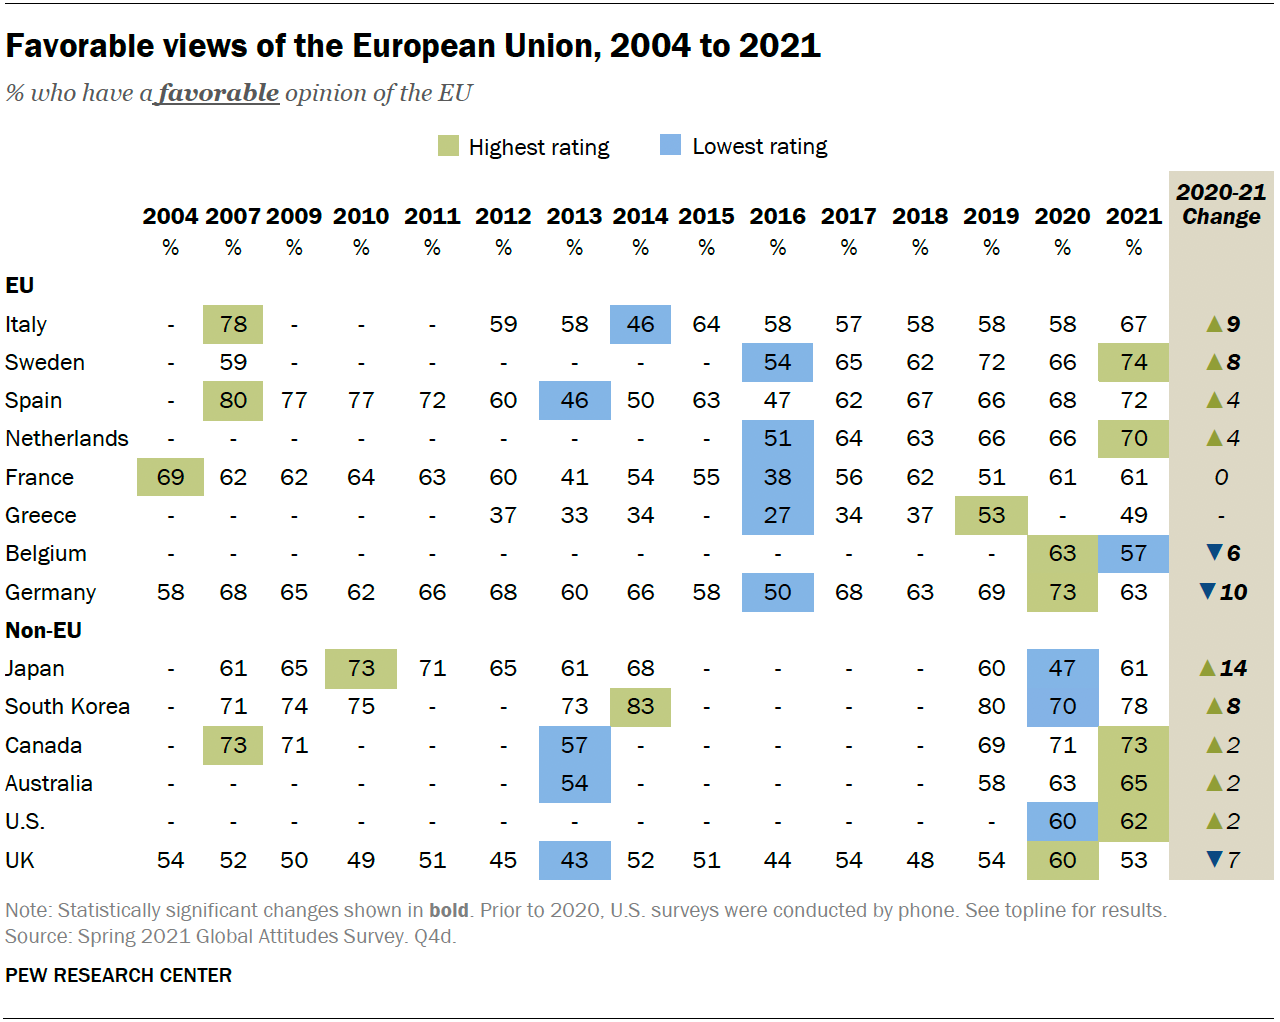 Favorable views of the European Union, 2004 to 2021
% who have a favorable opinion of the EU
Highest rating Lowest rating
2020-21
Change
2004 2007 2009 2010 2011 2012 2013 2014 2015 2016 2017 2018 2019 2020 2021
% % % % % % % % % % % % % % %
EU
Italy - 78 - - - 59 58 46 64 58 57 58 58 58 67 ▲9
Sweden - 59 - - - - - - - 54 65 62 72 66 74 ▲8
Spain - 80 77 77 72 60 46 50 63 47 62 67 66 68 72 ▲4
Netherlands - - - - - - - - - 51 64 63 66 66 70 ▲4
France 69 62 62 64 63 60 41 54 55 38 56 62 51 61 61 0
Greece - - - - - 37 33 34 - 27 34 37 53 - 49 -
Belgium - - - - - - - - - - - - - 63 57 ▼6
Germany 58 68 65 62 66 68 60 66 58 50 68 63 69 73 63 ▼10
Non-EU
Japan - 61 65 73 71 65 61 68 - - - - 60 47 61 ▲14
South Korea - 71 74 75 - - 73 83 - - - - 80 70 78 ▲8
Canada - 73 71 - - - 57 - - - - - 69 71 73 ▲2
Australia - - - - - - 54 - - - - - 58 63 65 ▲2
U.S. - - - - - - - - - - - - - 60 62 ▲2
UK 54 52 50 49 51 45 43 52 51 44 54 48 54 60 53 ▼7
Note: Statistically significant changes shown in bold. Prior to 2020, U.S. surveys were conducted by phone. See topline for results.
Source: Spring 2021 Global Attitudes Survey. Q4d.
PEW RESEARCH CENTER